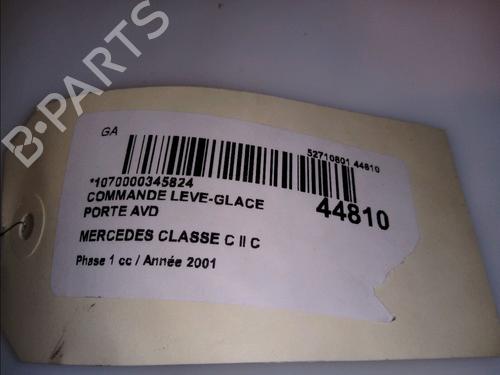 B-PARTS
GA
52710801 44810
*1070000345824
COMMANDE LEVE-GLACE
PORTE AVD
44810
MERCEDES CLASSE C II C
Phase 1 cc / Année 2001